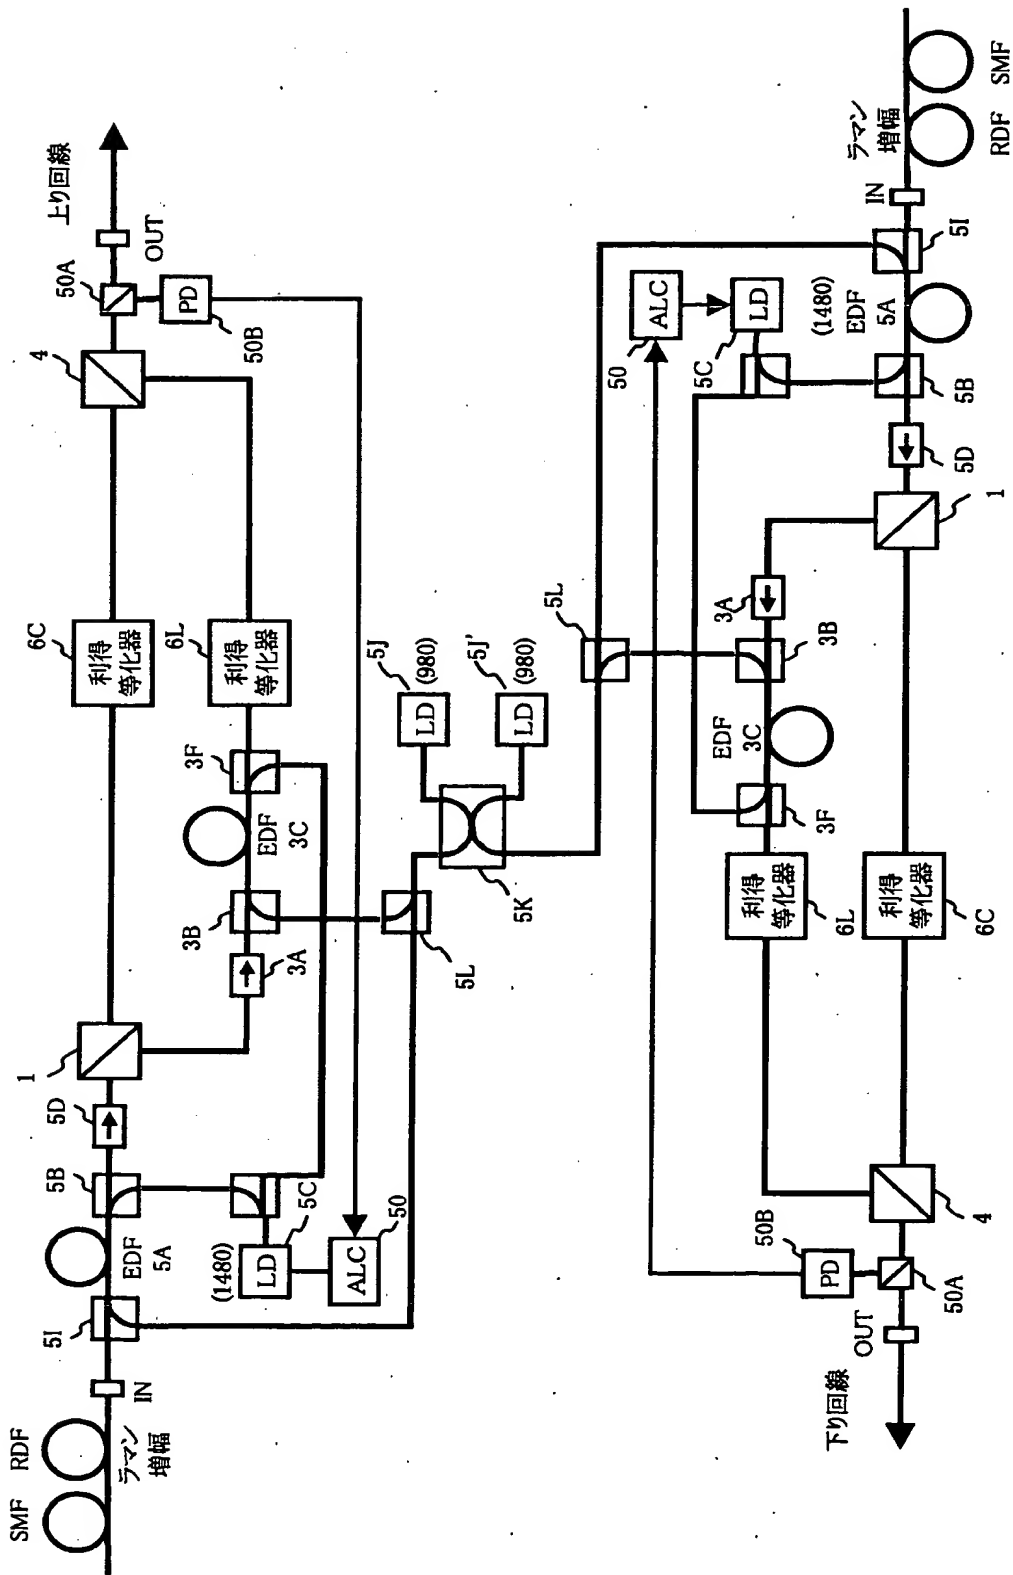 SMF
RDF
ラマン
増幅
IN
5I
EDF
5A
5B
5D
1
(1480)
LD
5C
ALC
50
6C
利得
等化器
6L
利得
等化器
3A
3B
EDF
3C
3F
4
50A
PD
50B
OUT
上り回線
5L
5K
5J
LD
(980)
5J'
LD
(980)
5L
SMF
RDF
ラマン
増幅
IN
5I
(1480)
EDF
5A
5B
5D
1
50
ALC
5C
LD
3A
3B
EDF
3C
3F
利得
等化器
6L
利得
等化器
6C
4
50B
PD
50A
OUT
下り回線